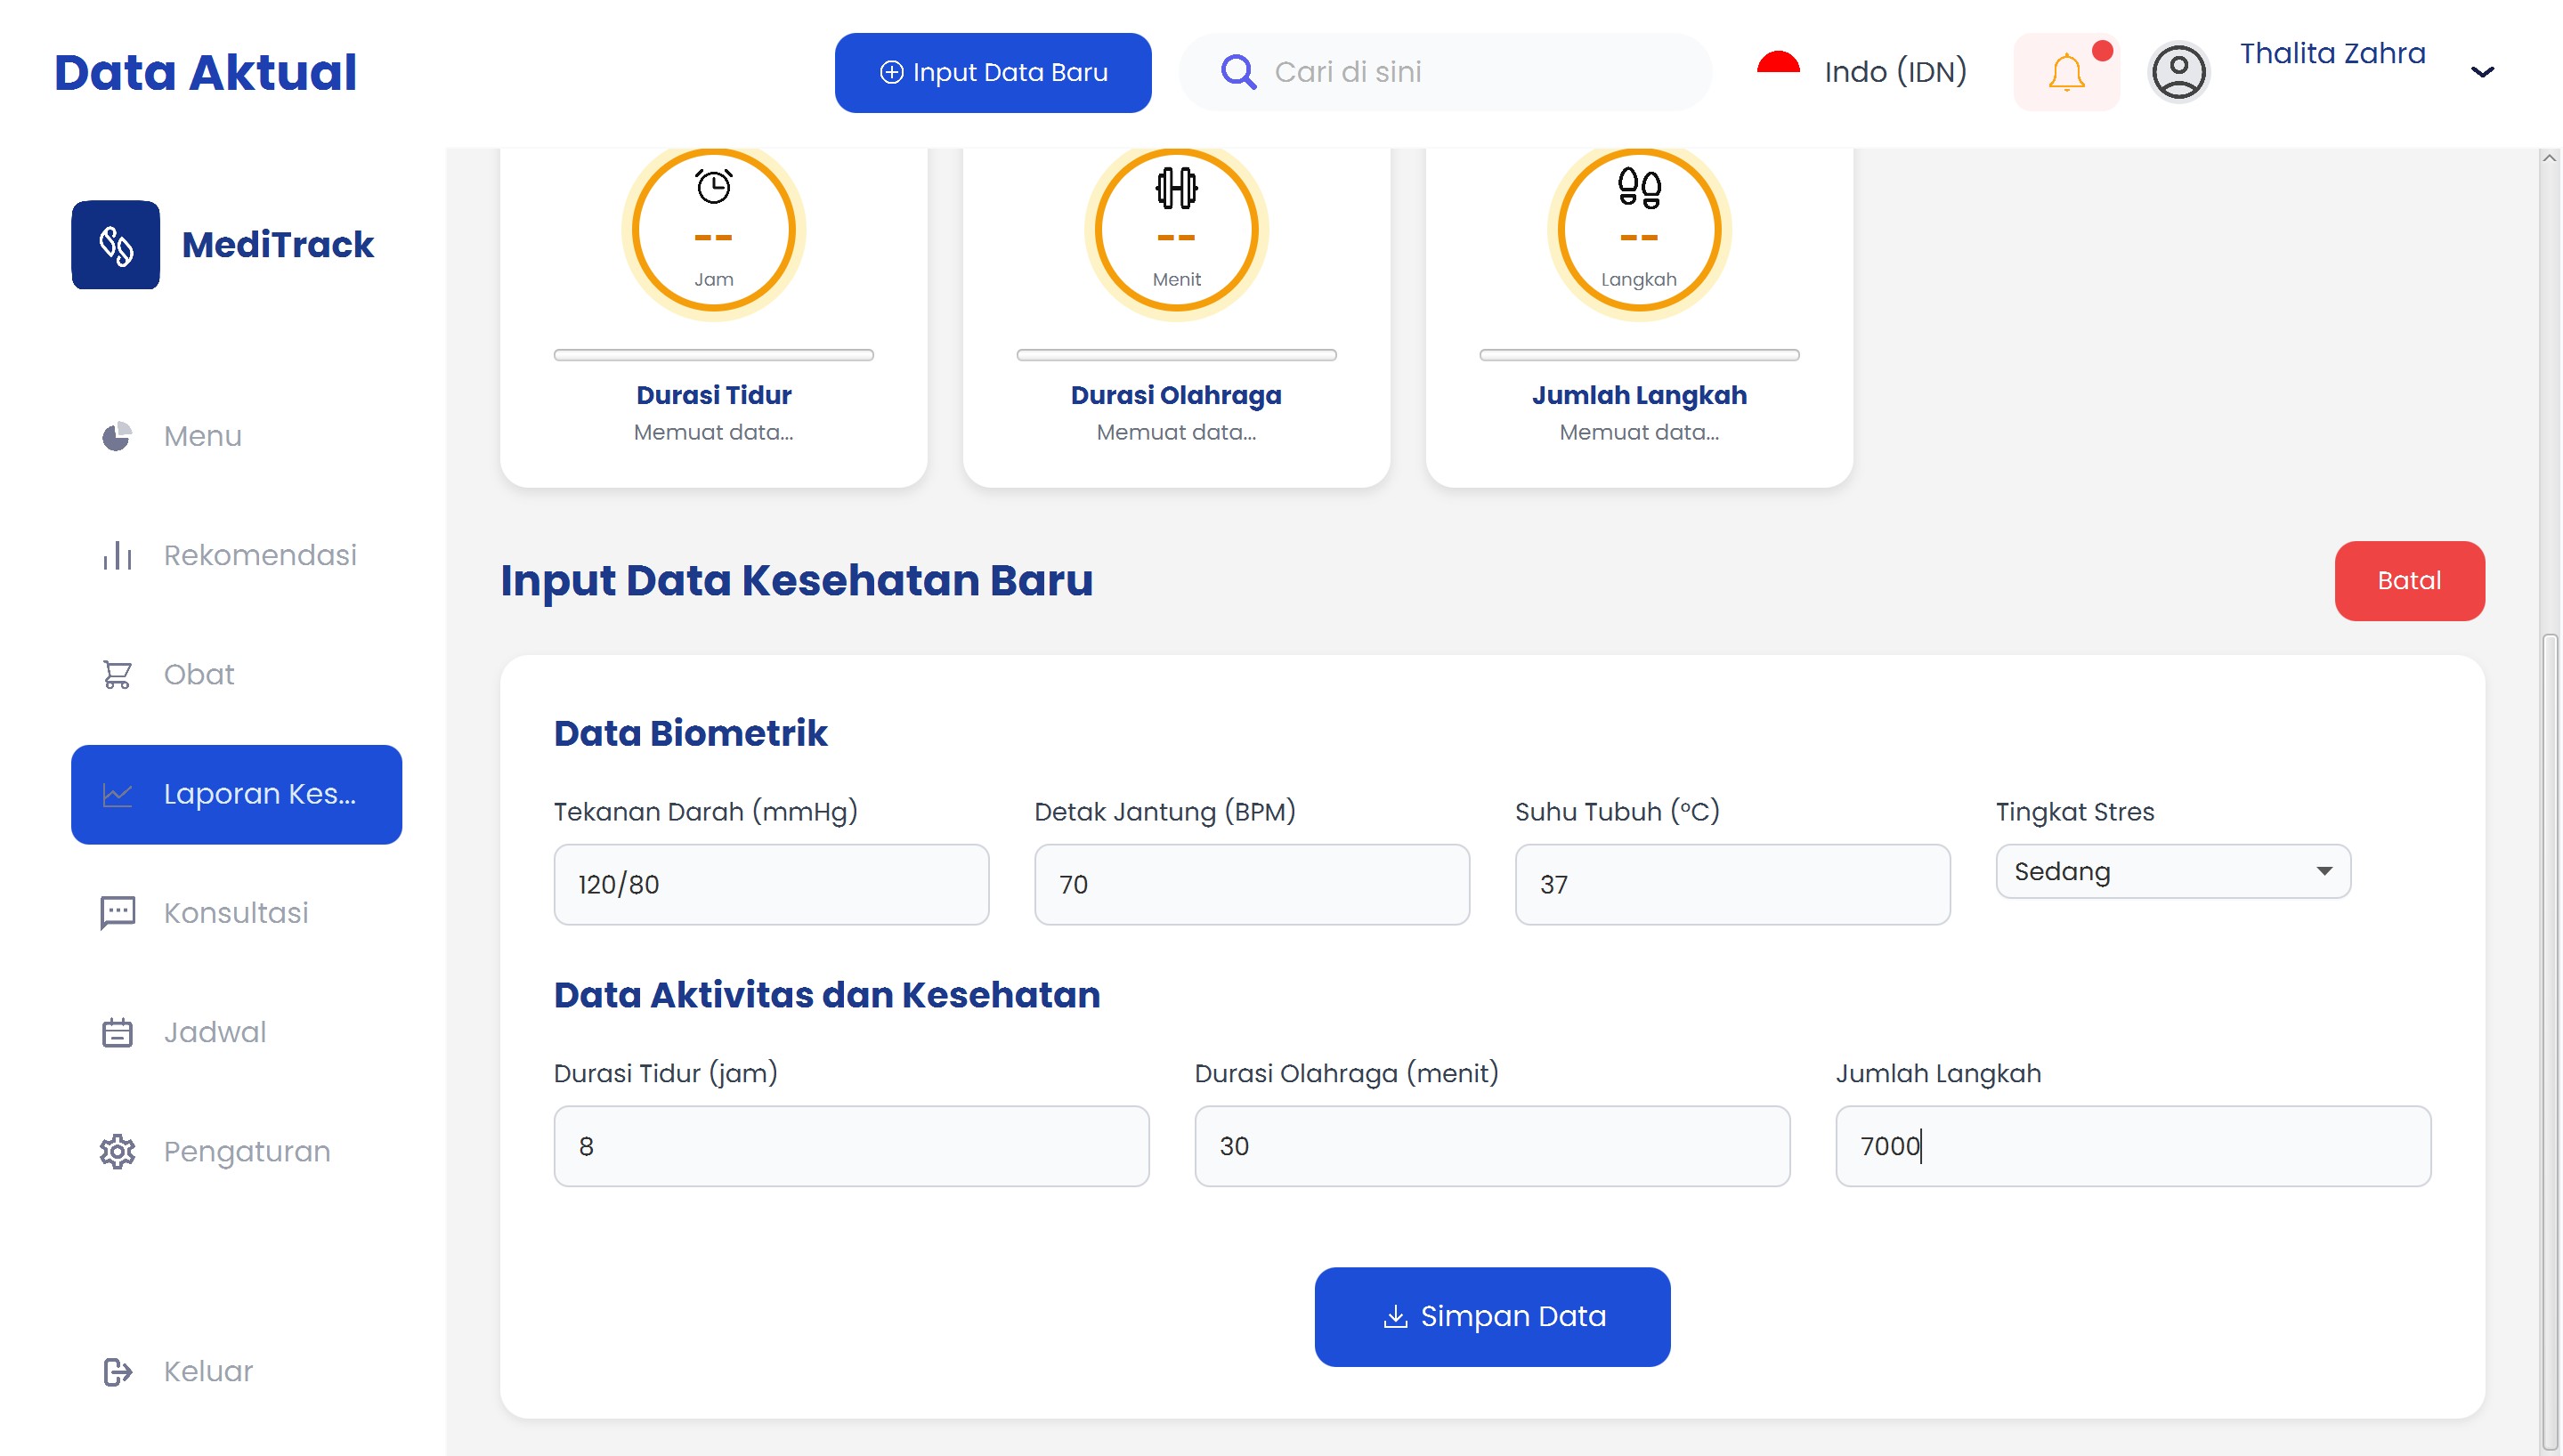 Data Aktual
Input Data Baru
Cari di sini
Indo (IDN)
Thalita Zahra
MediTrack
Menu
Rekomendasi
Obat
Laporan Kes...
Konsultasi
Jadwal
Pengaturan
Keluar
-- -- --
Jam Menit Langkah
Durasi Tidur Durasi Olahraga Jumlah Langkah
Memuat data... Memuat data... Memuat data...
Input Data Kesehatan Baru
Batal
Data Biometrik
Tekanan Darah (mmHg) Detak Jantung (BPM) Suhu Tubuh (°C) Tingkat Stres
120/80 70 37 Sedang
Data Aktivitas dan Kesehatan
Durasi Tidur (jam) Durasi Olahraga (menit) Jumlah Langkah
8 30 7000
Simpan Data